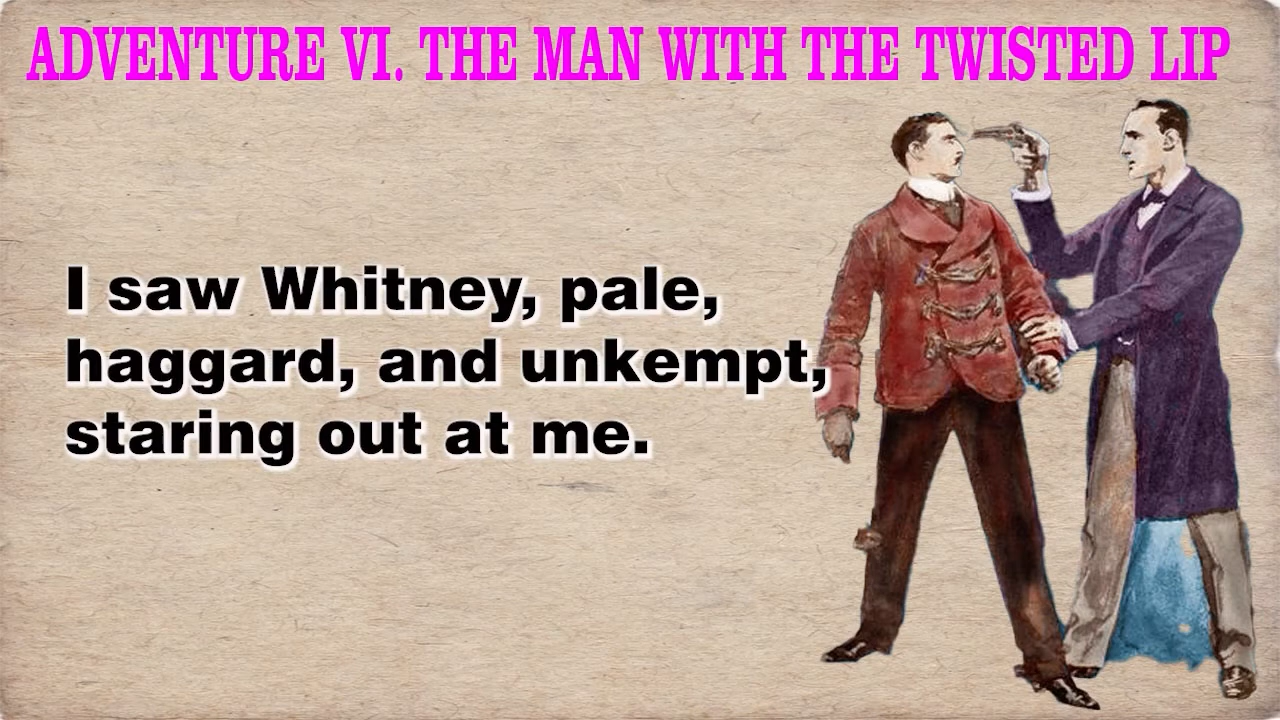 ADVENTURE VI. THE MAN WITH THE TWISTED LIP
I saw Whitney, pale,
haggard, and unkempt,
staring out at me.